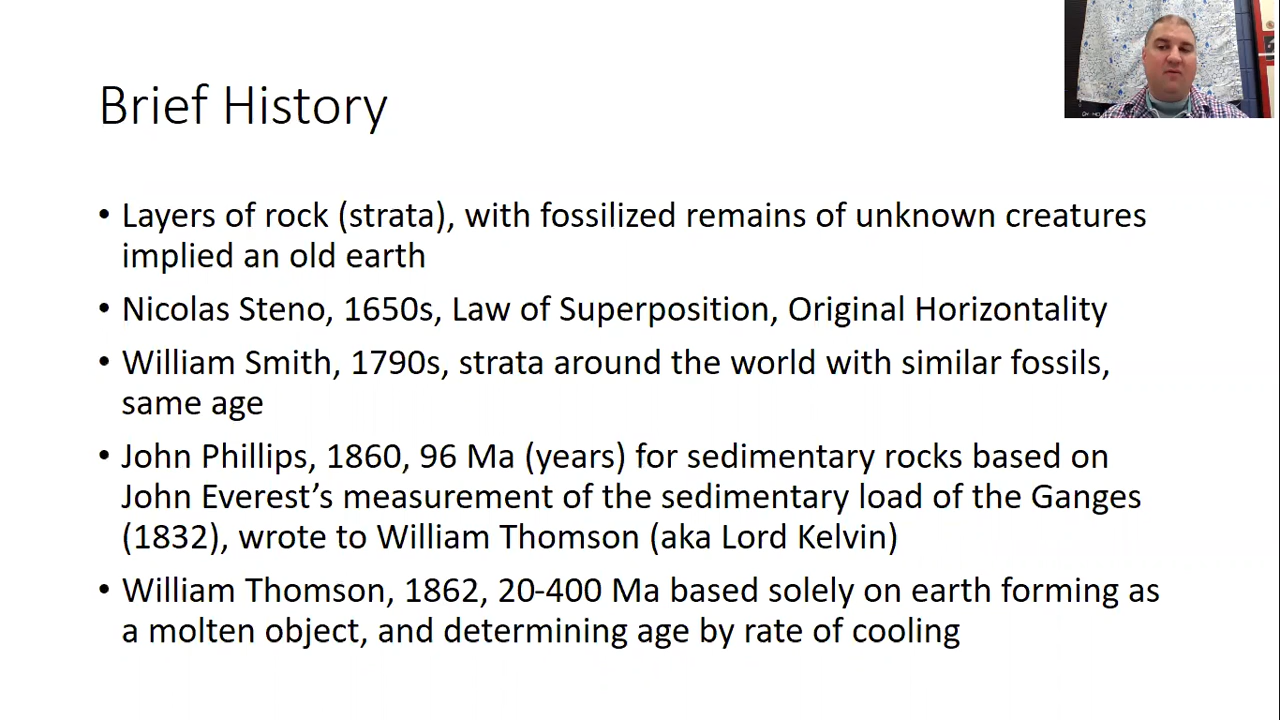 Brief History
• Layers of rock (strata), with fossilized remains of unknown creatures
implied an old earth
• Nicolas Steno, 1650s, Law of Superposition, Original Horizontality
• William Smith, 1790s, strata around the world with similar fossils,
same age
• John Phillips, 1860, 96 Ma (years) for sedimentary rocks based on
John Everest’s measurement of the sedimentary load of the Ganges
(1832), wrote to William Thomson (aka Lord Kelvin)
• William Thomson, 1862, 20-400 Ma based solely on earth forming as
a molten object, and determining age by rate of cooling